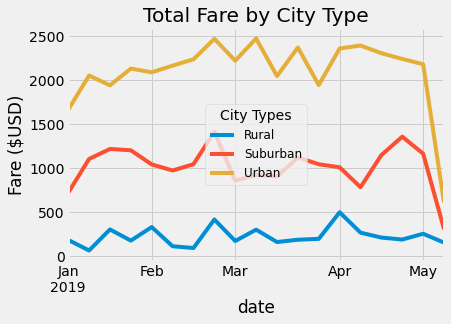 Total Fare by City Type
Fare ($USD)
2500
2000
1500
1000
500
0
City Types
Rural
Suburban
Urban
Jan
2019
Feb
Mar
Apr
May
date